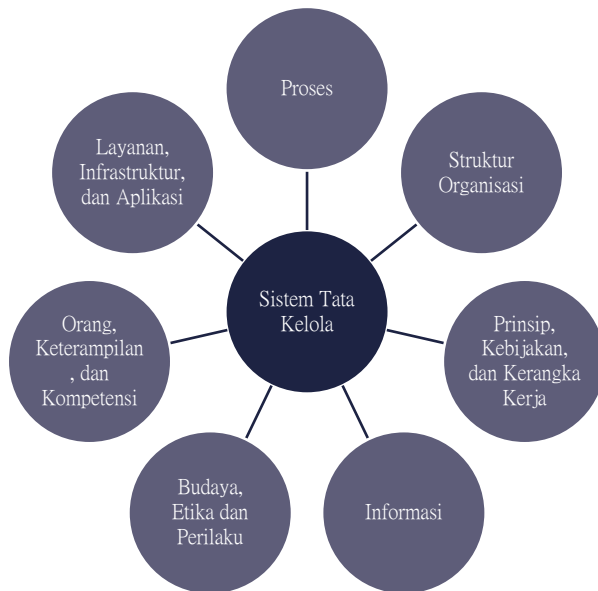 Proses
Struktur
Organisasi
Prinsip,
Kebijakan,
dan Kerangka
Kerja
Informasi
Budaya,
Etika dan
Perilaku
Orang,
Keterampilan
, dan
Kompetensi
Layanan,
Infrastruktur,
dan Aplikasi
Sistem Tata
Kelola